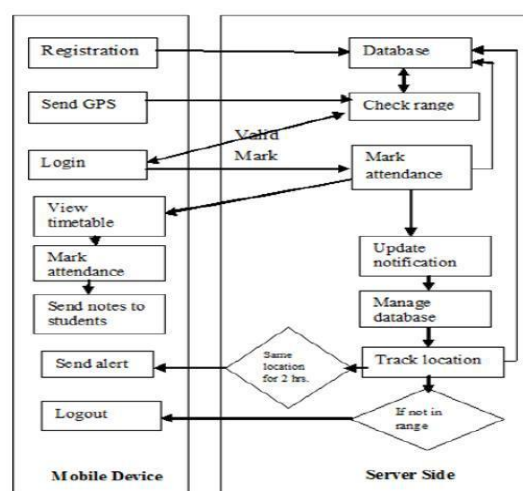 Registration
Database
Send GPS
Check range
Valid
Login
Mark
Mark
attendance
View
timetable
Mark
attendance
Send notes to
students
Update
notification
Manage
database
Same
location
for 2 hrs.
Track location
Send alert
Logout
If not in
range
Mobile Device
Server Side